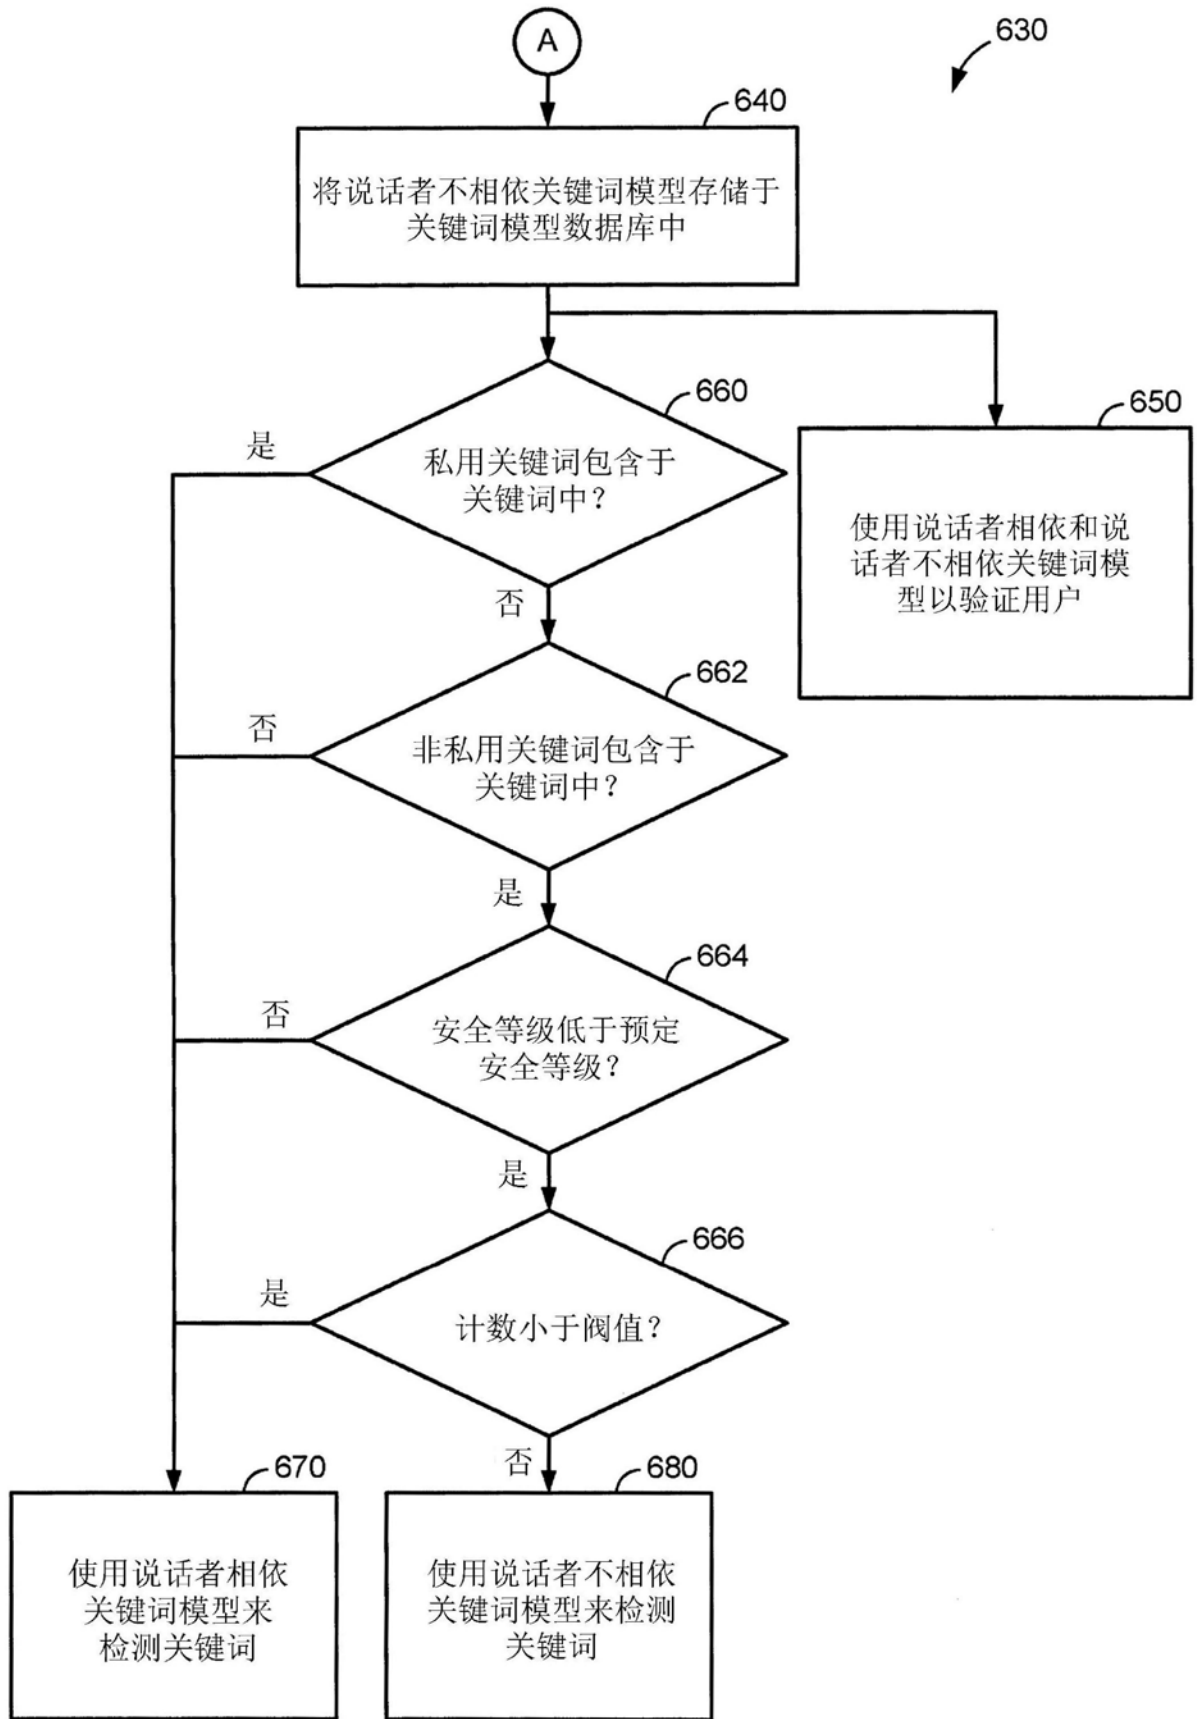 A
630
640
将说话者不相依关键词模型存储于
关键词模型数据库中
660
是
私用关键词包含于
关键词中?
650
使用说话者相依和说
话者不相依关键词模
型以验证用户
否
662
否
非私用关键词包含于
关键词中?
是
664
否
安全等级低于预定
安全等级?
是
666
是
计数小于阀值?
否
670
使用说话者相依
关键词模型来
检测关键词
680
使用说话者不相依
关键词模型来检测
关键词